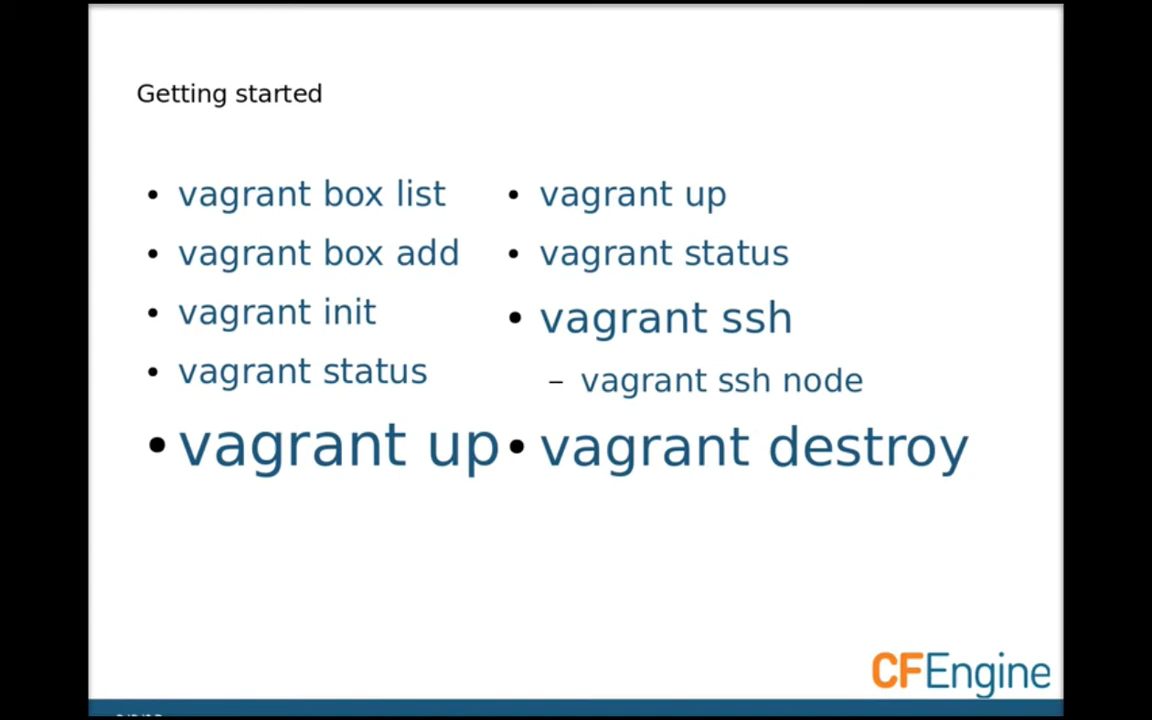 Getting started
• vagrant box list
• vagrant box add
• vagrant init
• vagrant status
• vagrant up
• vagrant up
• vagrant status
• vagrant ssh
– vagrant ssh node
• vagrant destroy
CFEngine